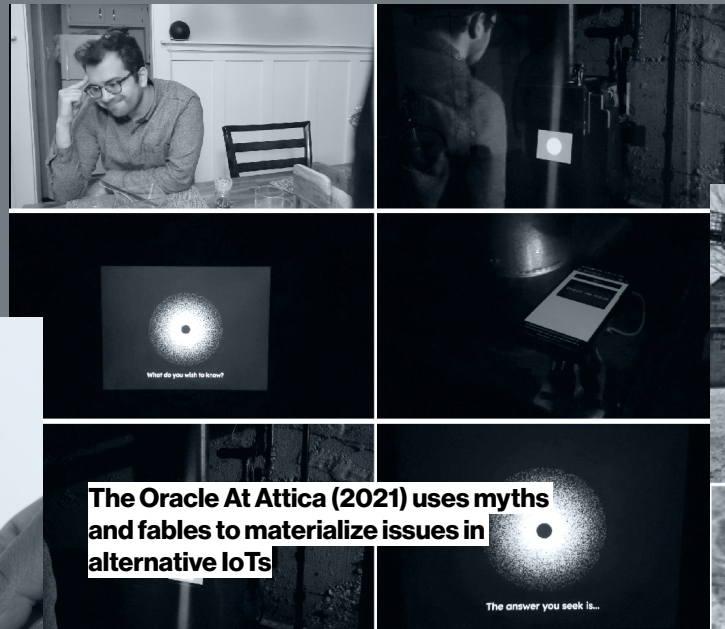 What do you wish to know?
The Oracle At Attica (2021) uses myths
and fables to materialize issues in
alternative IoTs
The answer you seek is...